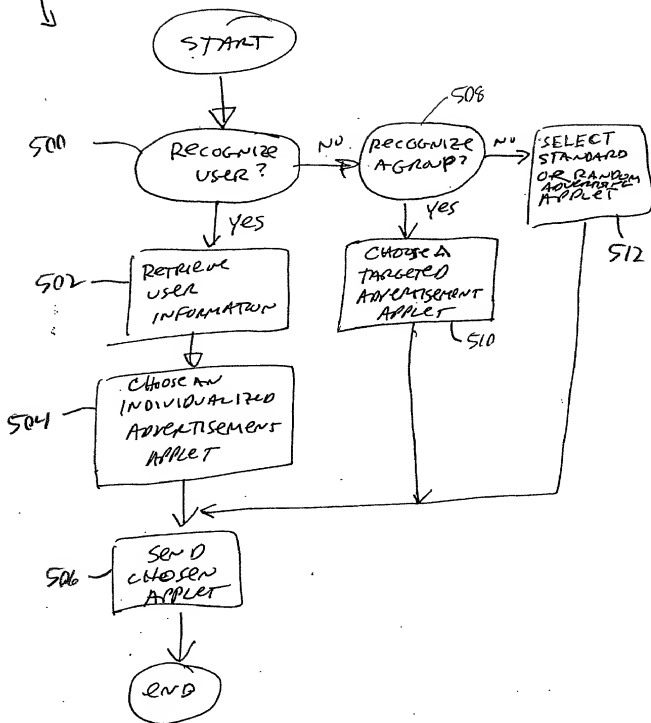 START
508
500
RECOGNIZE
USER?
NO
RECOGNIZE
A GROUP?
NO
SELECT
STANDARD
OR RANDOM
APPLET
512
YES
YES
502
RETRIEVE
USER
INFORMATION
CHOOSE A
TARGETED
ADVERTISEMENT
APPLET
510
504
CHOOSE AN
INDIVIDUALIZED
ADVERTISEMENT
APPLET
506
SEND
CHOSEN
APPLET
END